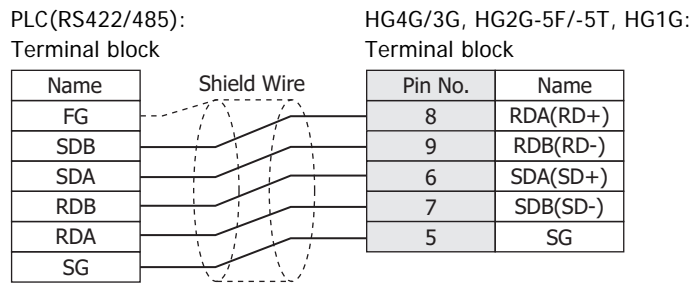 PLC(RS422/485): HG4G/3G, HG2G-5F/-5T, HG1G:
Terminal block Terminal block
Name Shield Wire Pin No. Name
FG 8 RDA(RD+)
SDB 9 RDB(RD-)
SDA 6 SDA(SD+)
RDB 7 SDB(SD-)
RDA 5 SG
SG